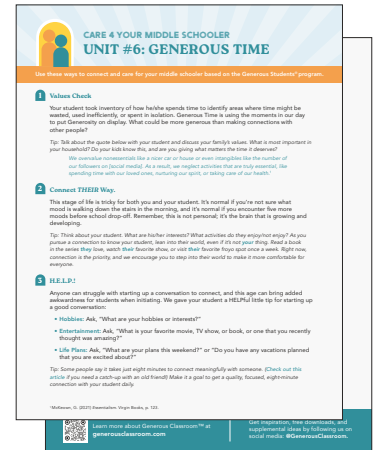 CARE 4 YOUR MIDDLE SCHOOLER
UNIT #6: GENEROUS TIME
Use these ways to connect and care for your middle schooler based on the Generous Students™ program.
1 Values Check
Your student took inventory of how he/she spends time to identify areas where time might be
wasted, used inefficiently, or spent in isolation. Generous Time is using the moments in our day
to put Generosity on Display. What could be more generous than making connections with
other people?
Tip: Talk about the quote below with your student and discuss your family's values. What is most important in
your household? Do your kids know this, and are you giving what matters the time it deserves?
We overvalue nonessentials like a nicer car or house or even intangibles like the number of
our followers on [social media]. As a result, we neglect activities that are truly essential, like
spending time with our loved ones, nurturing our spirit, or taking care of our health.¹
2 Connect THEIR Way.
This stage of life is tricky for both you and your student. It's normal if you're not sure what
mood is walking down the stairs in the morning, and it's normal if you encounter five more
moods before school drop-off. Remember, this is not personal; it's the brain that is growing and
developing.
Tip: Think about your student. What are his/her interests? What activities do they enjoy/not enjoy? As you
pursue a connection to know your student, lean into their world, even if it's not your thing. Read a book
in the series they love, watch their favorite show, or visit their favorite froyo spot once a week. Right now,
connection is the priority, and we encourage you to step into their world to make it more comfortable for
everyone.
3 H.E.L.P.!
Anyone can struggle with starting up a conversation to connect, and this age can bring added
awkwardness for students when initiating. We gave your student a HELPful little tip for starting up
a good conversation:
• Hobbies: Ask, "What are your hobbies or interests?"
• Entertainment: Ask, "What is your favorite movie, TV show, or book, or one that you recently
thought was amazing?"
• Life Plans: Ask, "What are your plans this weekend?" or "Do you have any vacations planned
that you are excited about?"
Tip: Some people say it takes just eight minutes to connect meaningfully with someone. (Check out this
article if you need a catch-up with an old friend!) Make it a goal to get a quality, focused, eight-minute
connection with your student daily.
¹McKeown, G. (2021) Essentialism. Virgin Books, p. 123.
Learn more about Generous Classroom™ at
generousclassroom.com
Get inspiration, free downloads, and
supplemental ideas by following us on
social media: @GenerousClassroom.